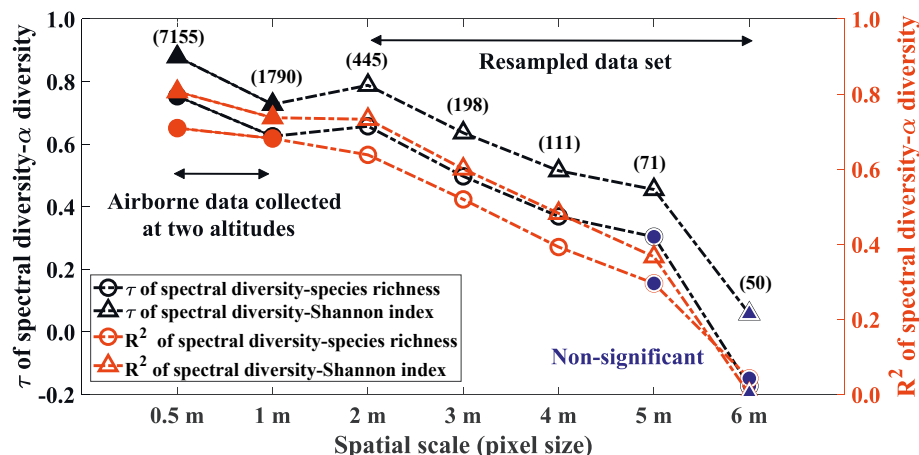 τ of spectral diversity-α diversity
1.0
0.8
0.6
0.4
0.2
0.0
-0.2
(7155)
(1790)
(445)
(198)
(111)
(71)
(50)
Resampled data set
Airborne data collected
at two altitudes
τ of spectral diversity-species richness
τ of spectral diversity-Shannon index
R² of spectral diversity-species richness
R² of spectral diversity-Shannon index
Non-significant
0.5 m
1 m
2 m
3 m
4 m
5 m
6 m
Spatial scale (pixel size)
1.0
0.8
0.6
0.4
0.2
0.0
R² of spectral diversity-α diversity